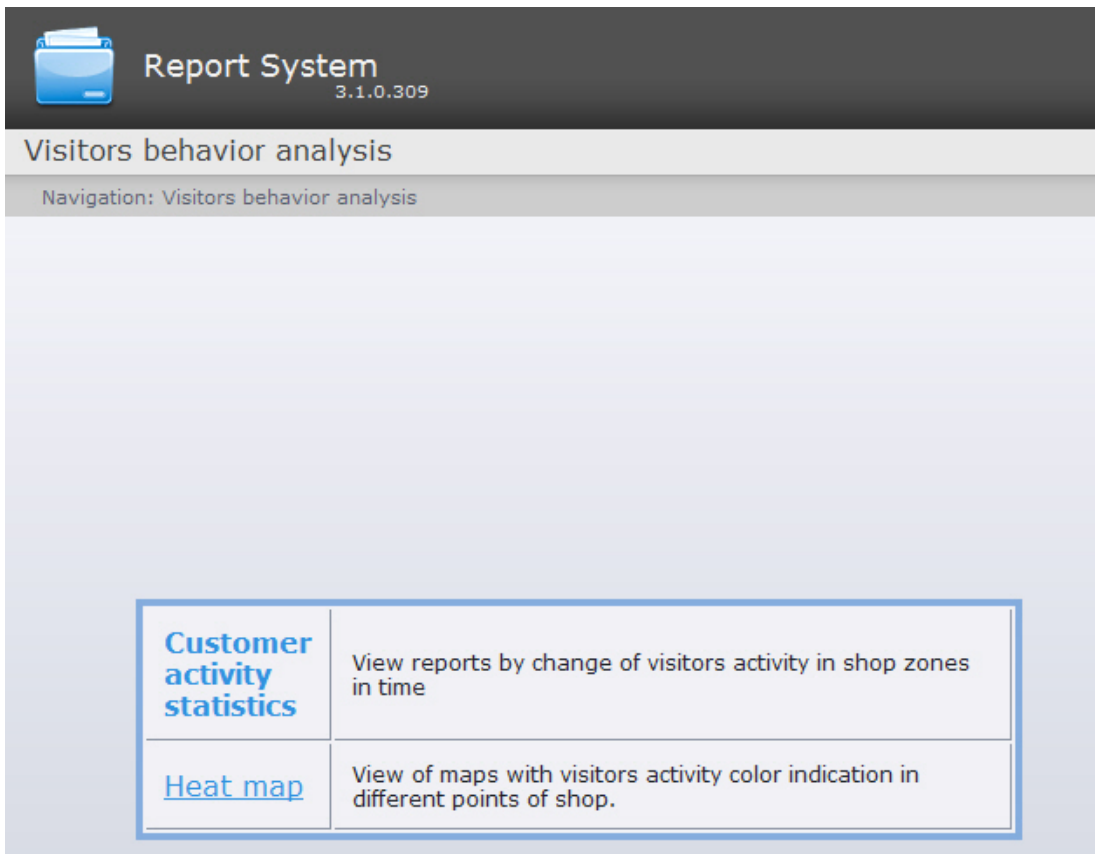 Report System
3.1.0.309
Visitors behavior analysis
Navigation: Visitors behavior analysis
Customer
activity
statistics
View reports by change of visitors activity in shop zones
in time
Heat map
View of maps with visitors activity color indication in
different points of shop.